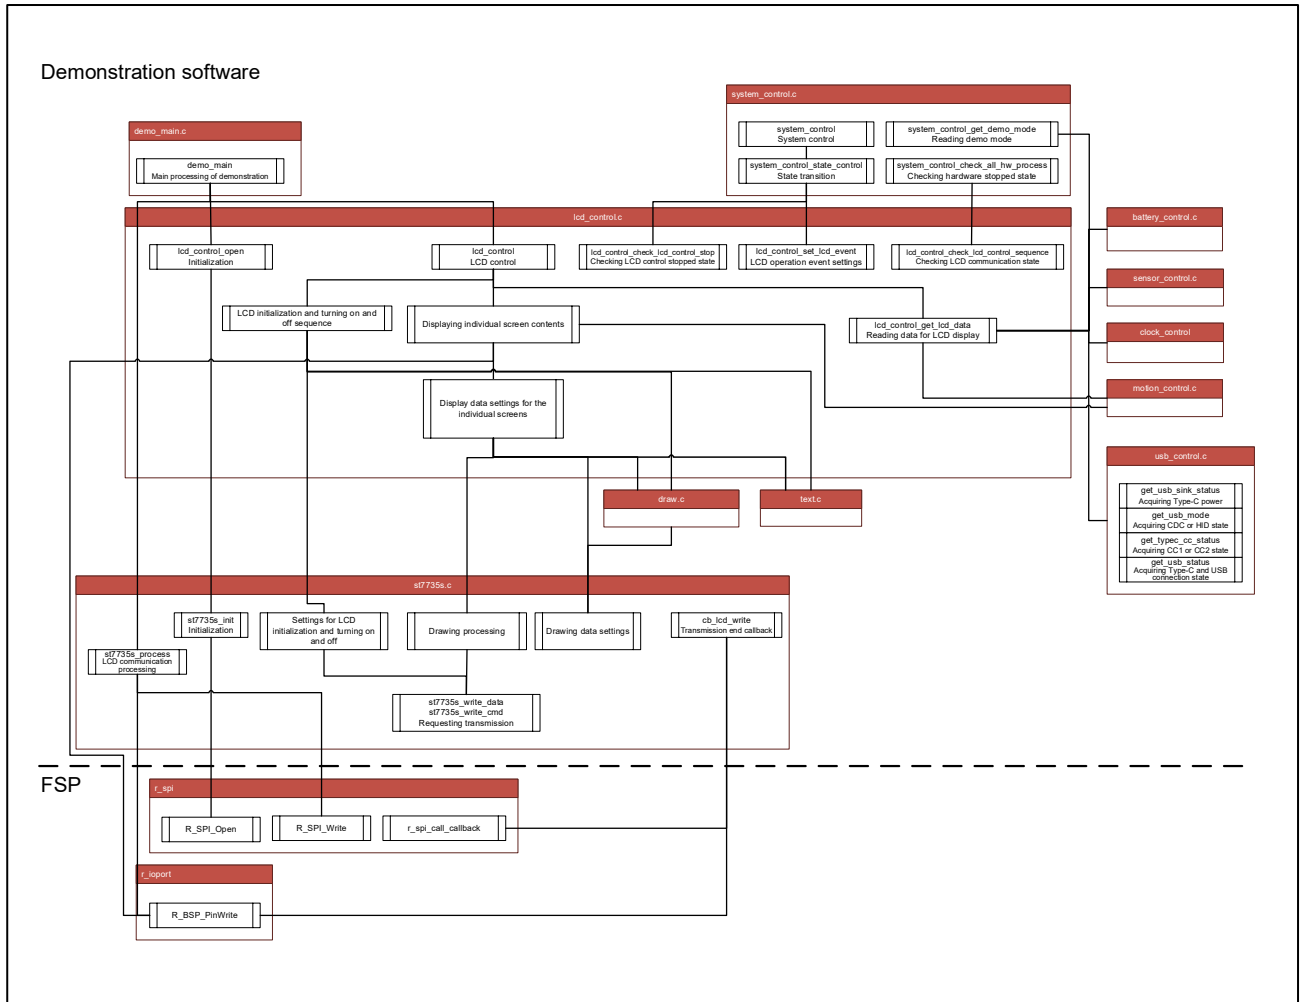 Demonstration software
system_control.c
system_control
System control
system_control_get_demo_mode
Reading demo mode
system_control_state_control
State transition
system_control_check_all_hw_process
Checking hardware stopped state
demo_main.c
demo_main
Main processing of demonstration
lcd_control.c
lcd_control_open
Initialization
lcd_control
LCD control
lcd_control_check_lcd_control_stop
Checking LCD control stopped state
lcd_control_set_lcd_event
LCD operation event settings
lcd_control_check_lcd_control_sequence
Checking LCD communication state
LCD initialization and turning on and
off sequence
Displaying individual screen contents
lcd_control_get_lcd_data
Reading data for LCD display
Display data settings for the
individual screens
battery_control.c
sensor_control.c
clock_control
motion_control.c
usb_control.c
get_usb_sink_status
Acquiring Type-C power
get_usb_mode
Acquiring CDC or HID state
get_typec_cc_status
Acquiring CC1 or CC2 state
get_usb_status
Acquiring Type-C and USB
connection state
draw.c
text.c
st7735s.c
st7735s_init
Initialization
Settings for LCD
initialization and turning on
and off
Drawing processing
Drawing data settings
cb_lcd_write
Transmission end callback
st7735s_process
LCD communication
processing
st7735s_write_data
st7735s_write_cmd
Requesting transmission
FSP
r_spi
R_SPI_Open
R_SPI_Write
r_spi_call_callback
r_ioport
R_BSP_PinWrite